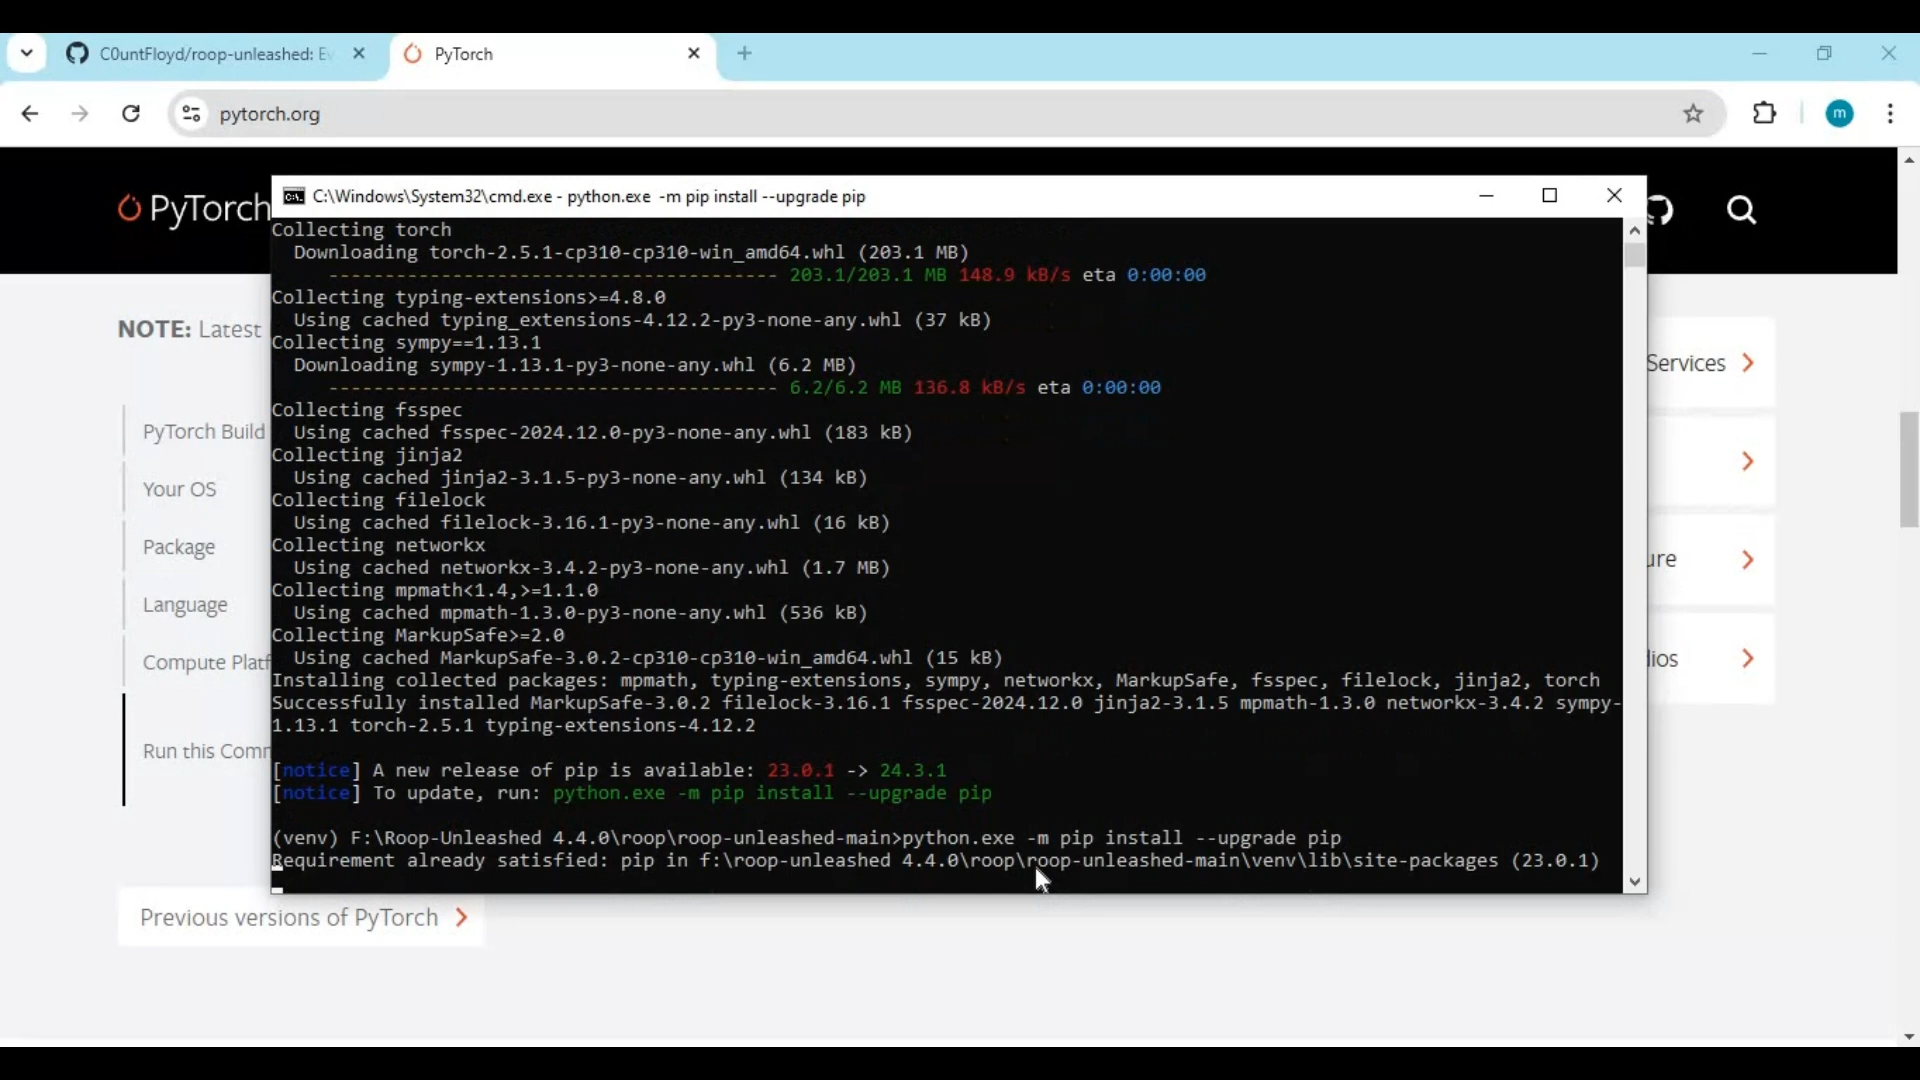 C0untFloyd/roop-unleashed: Ev
PyTorch
pytorch.org
m
PyTorch
C:\Windows\System32\cmd.exe - python.exe  -m pip install --upgrade pip
Collecting torch
Downloading torch-2.5.1-cp310-cp310-win_amd64.whl (203.1 MB)
---------------------------------------- 203.1/203.1 MB 148.9 kB/s eta 0:00:00
Collecting typing-extensions>=4.8.0
Using cached typing_extensions-4.12.2-py3-none-any.whl (37 kB)
Collecting sympy==1.13.1
Downloading sympy-1.13.1-py3-none-any.whl (6.2 MB)
---------------------------------------- 6.2/6.2 MB 136.8 kB/s eta 0:00:00
Collecting fsspec
Using cached fsspec-2024.12.0-py3-none-any.whl (183 kB)
Collecting jinja2
Using cached jinja2-3.1.5-py3-none-any.whl (134 kB)
Collecting filelock
Using cached filelock-3.16.1-py3-none-any.whl (16 kB)
Collecting networkx
Using cached networkx-3.4.2-py3-none-any.whl (1.7 MB)
Collecting mpmath<1.4,>=1.1.0
Using cached mpmath-1.3.0-py3-none-any.whl (536 kB)
Collecting MarkupSafe>=2.0
Using cached MarkupSafe-3.0.2-cp310-cp310-win_amd64.whl (15 kB)
Installing collected packages: mpmath, typing-extensions, sympy, networkx, MarkupSafe, fsspec, filelock, jinja2, torch
Successfully installed MarkupSafe-3.0.2 filelock-3.16.1 fsspec-2024.12.0 jinja2-3.1.5 mpmath-1.3.0 networkx-3.4.2 sympy-
1.13.1 torch-2.5.1 typing-extensions-4.12.2
[notice] A new release of pip is available: 23.0.1 -> 24.3.1
[notice] To update, run: python.exe -m pip install --upgrade pip
(venv) F:\Roop-Unleashed 4.4.0\roop\roop-unleashed-main>python.exe -m pip install --upgrade pip
Requirement already satisfied: pip in f:\roop-unleashed 4.4.0\roop\roop-unleashed-main\venv\lib\site-packages (23.0.1)
NOTE: Latest
PyTorch Build
Your OS
Package
Language
Compute Platf
Run this Comm
Previous versions of PyTorch
Services
ure
dios